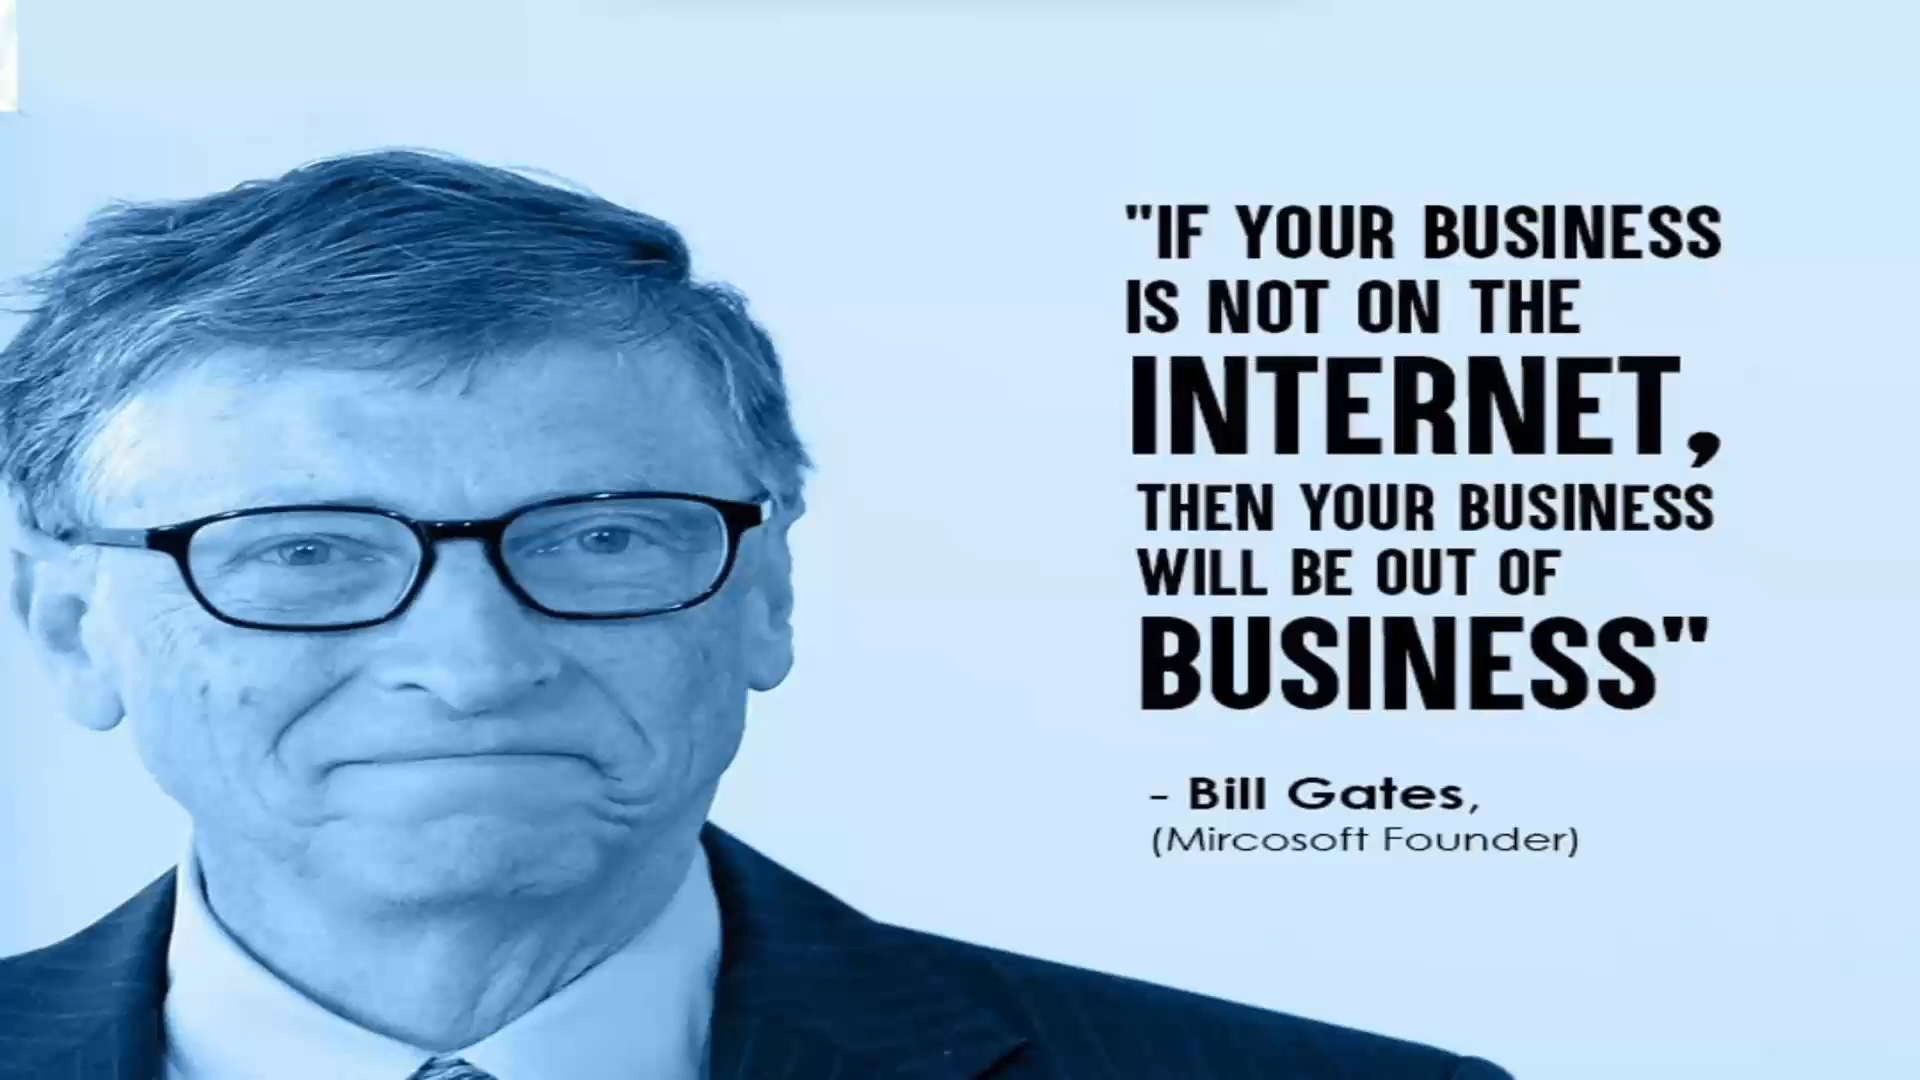 "IF YOUR BUSINESS
IS NOT ON THE
INTERNET,
THEN YOUR BUSINESS
WILL BE OUT OF
BUSINESS"
- Bill Gates,
(Mircosoft Founder)